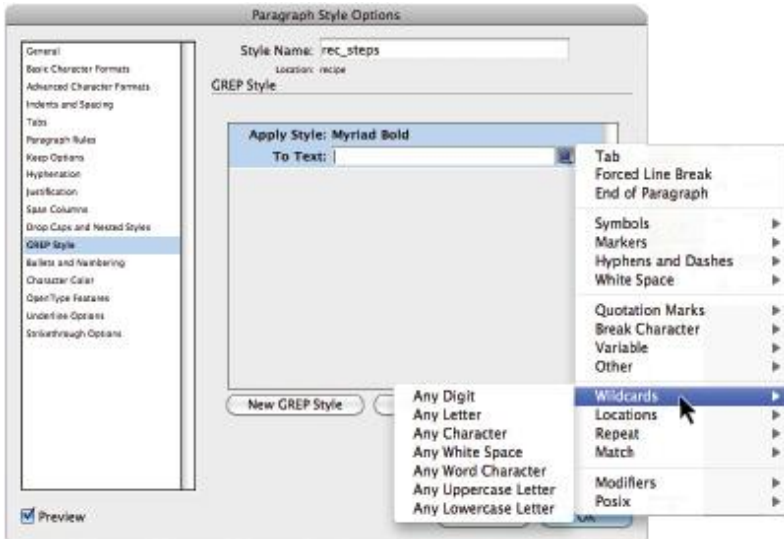 Paragraph Style Options
General
Basic Character Formats
Advanced Character Formats
Indents and Spacing
Tabs
Paragraph Rules
Keep Options
Hyphenation
Justification
Span Columns
Drop Caps and Nested Styles
GREP Style
Bullets and Numbering
Character Color
OpenType Features
Underline Options
Strikethrough Options
Preview
Style Name: rec_steps
Location: recipe
GREP Style
Apply Style: Myriad Bold
To Text:
New GREP Style
Tab
Forced Line Break
End of Paragraph
Symbols
Markers
Hyphens and Dashes
White Space
Quotation Marks
Break Character
Variable
Other
Wildcards
Locations
Repeat
Match
Modifiers
Posix
Any Digit
Any Letter
Any Character
Any White Space
Any Word Character
Any Uppercase Letter
Any Lowercase Letter